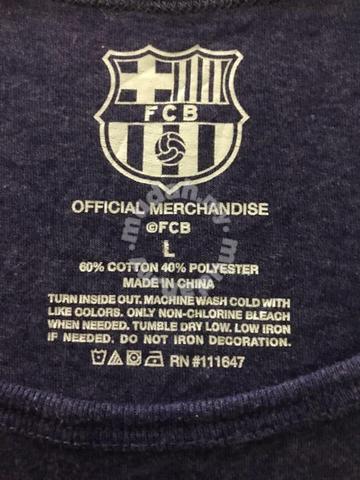 FCB
OFFICIAL MERCHANDISE
©FCB
L
60% COTTON 40% POLYESTER
MADE IN CHINA
TURN INSIDE OUT. MACHINE WASH COLD WITH
LIKE COLORS. ONLY NON-CHLORINE BLEACH
WHEN NEEDED. TUMBLE DRY LOW. LOW IRON
IF NEEDED. DO NOT IRON DECORATION.
RN #111647